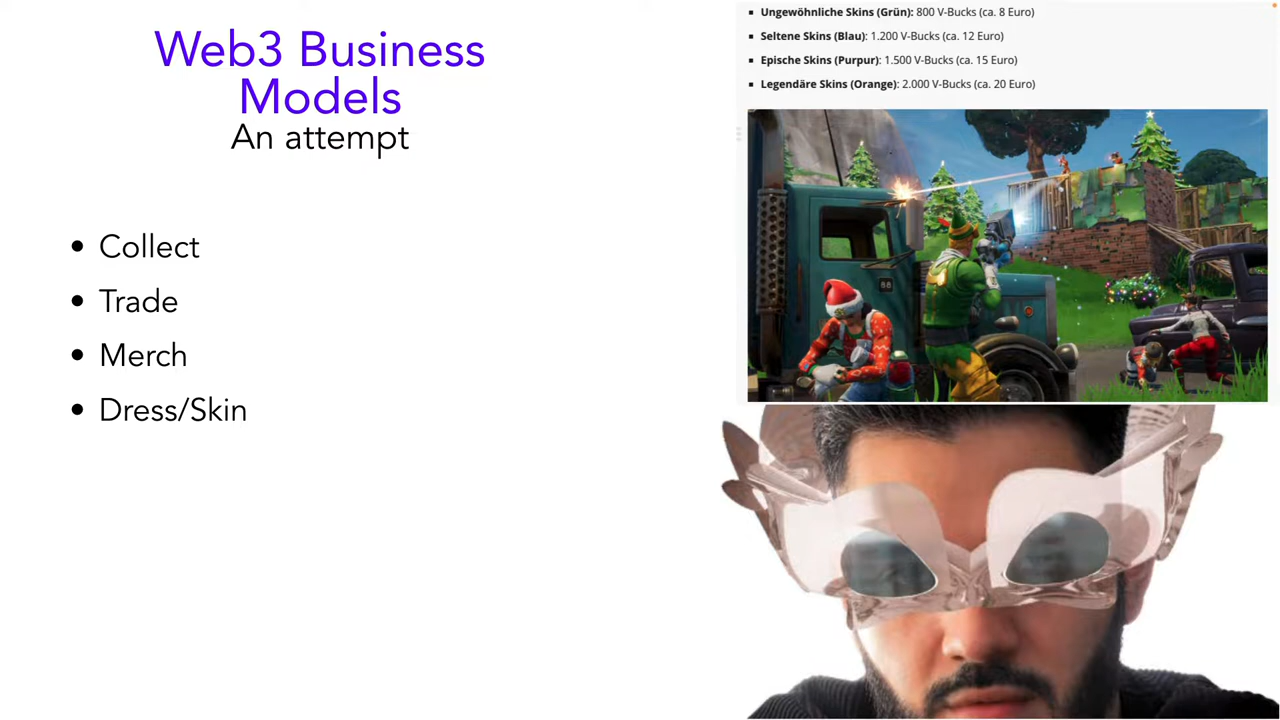 Web3 Business
Models
An attempt
• Collect
• Trade
• Merch
• Dress/Skin
▪ Ungewöhnliche Skins (Grün): 800 V-Bucks (ca. 8 Euro)
▪ Seltene Skins (Blau): 1.200 V-Bucks (ca. 12 Euro)
▪ Epische Skins (Purpur): 1.500 V-Bucks (ca. 15 Euro)
▪ Legendäre Skins (Orange): 2.000 V-Bucks (ca. 20 Euro)
88